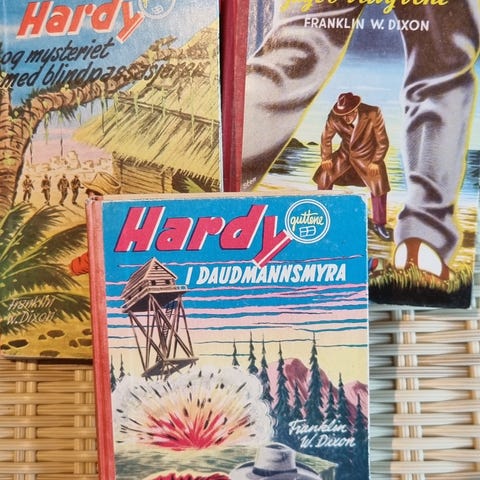 Hardy
og mysteriet
med blindpassasjeren
Franklin
W. Dixon
FRANKLIN W. DIXON
Hardy
guttene
I DAUDMANNSMYRA
Franklin
W. Dixon